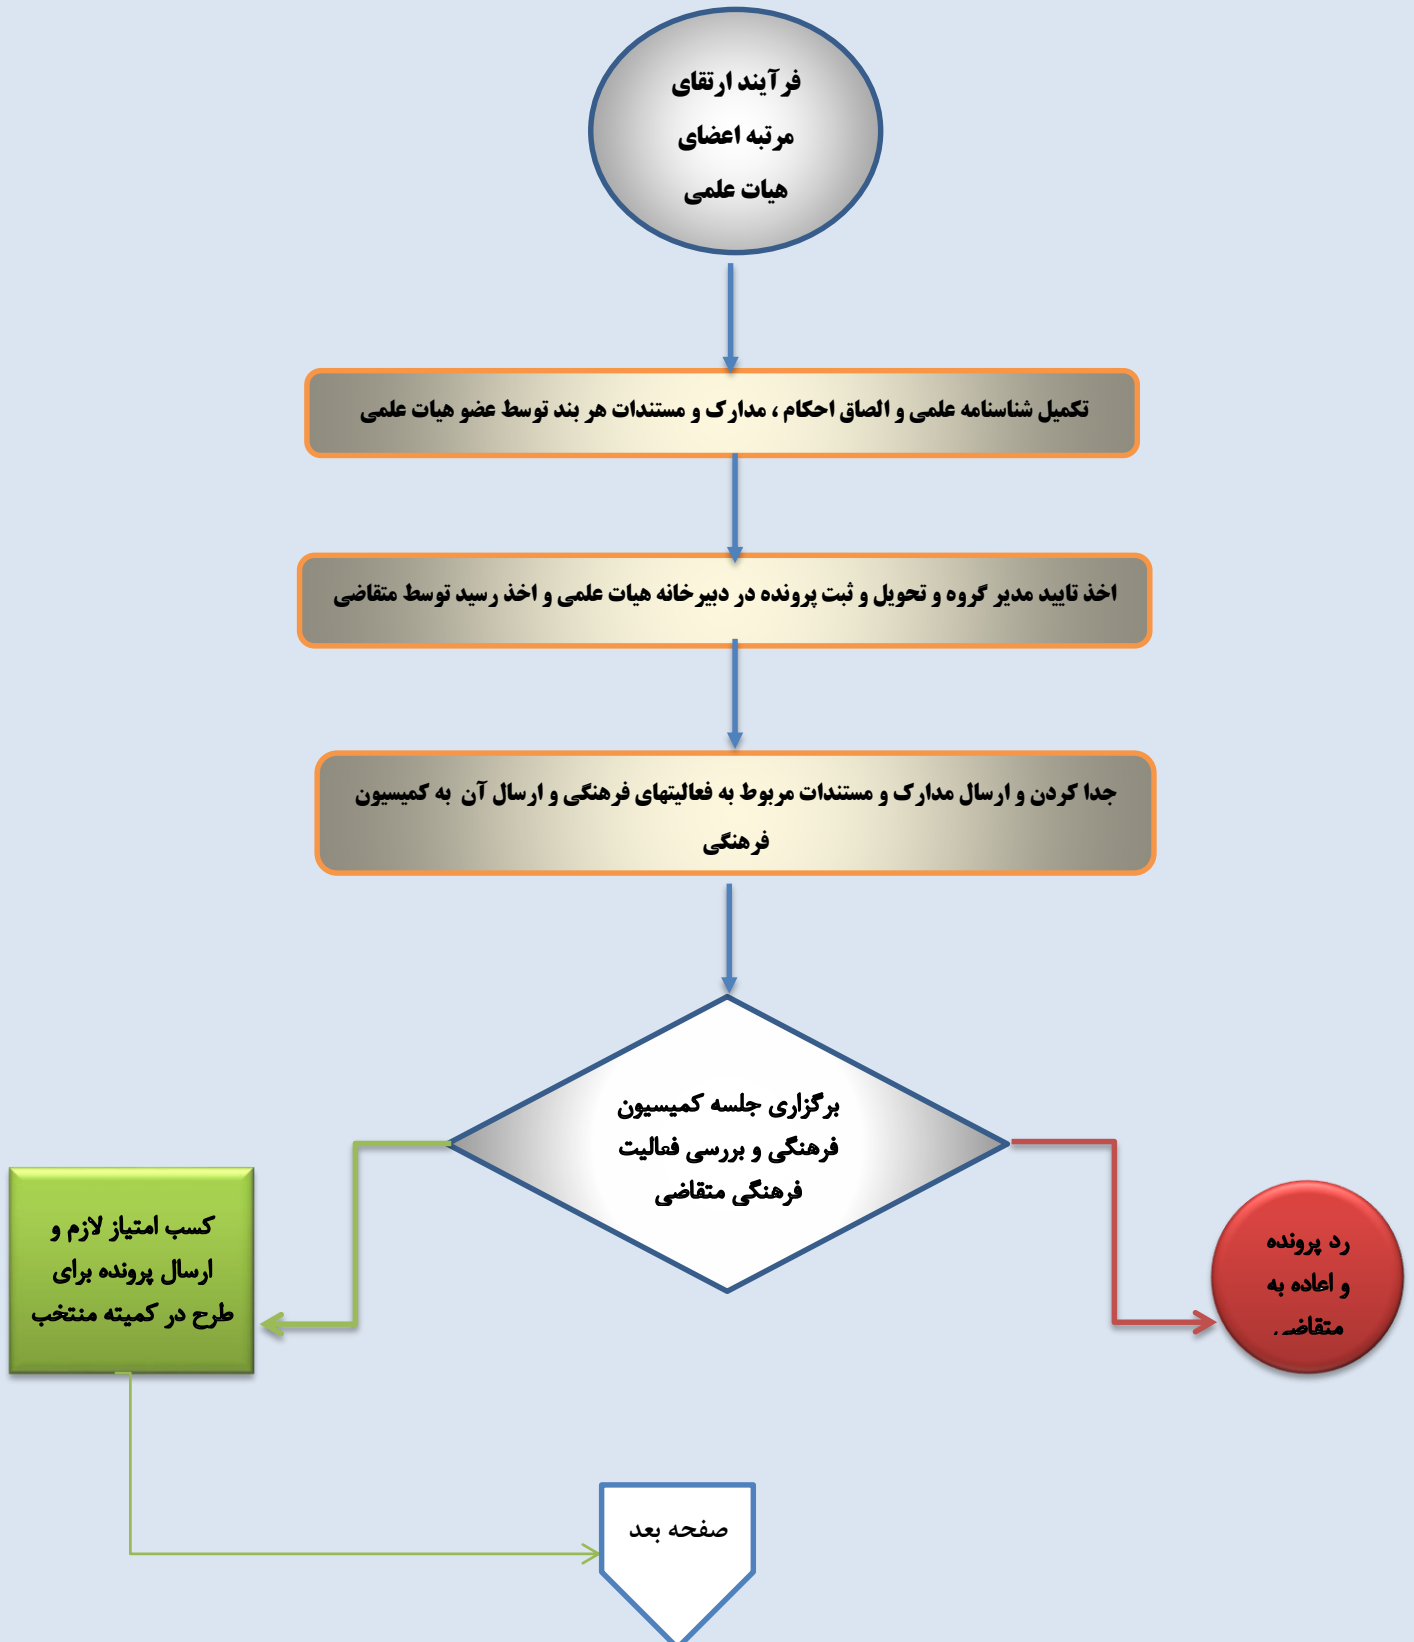 فرآیند ارتقای
مرتبه اعضای
هیات علمی
تکمیل شناسنامه علمی و الصاق احکام ، مدارک و مستندات هر بند توسط عضو هیات علمی
اخذ تایید مدیر گروه و تحویل و ثبت پرونده در دبیرخانه هیات علمی و اخذ رسید توسط متقاضی
جدا کردن و ارسال مدارک و مستندات مربوط به فعالیتهای فرهنگی و ارسال آن به کمیسیون
فرهنگی
برگزاری جلسه کمیسیون
فرهنگی و بررسی فعالیت
فرهنگی متقاضی
رد پرونده
و اعاده به
متقاضی
کسب امتیاز لازم و
ارسال پرونده برای
طرح در کمیته منتخب
صفحه بعد